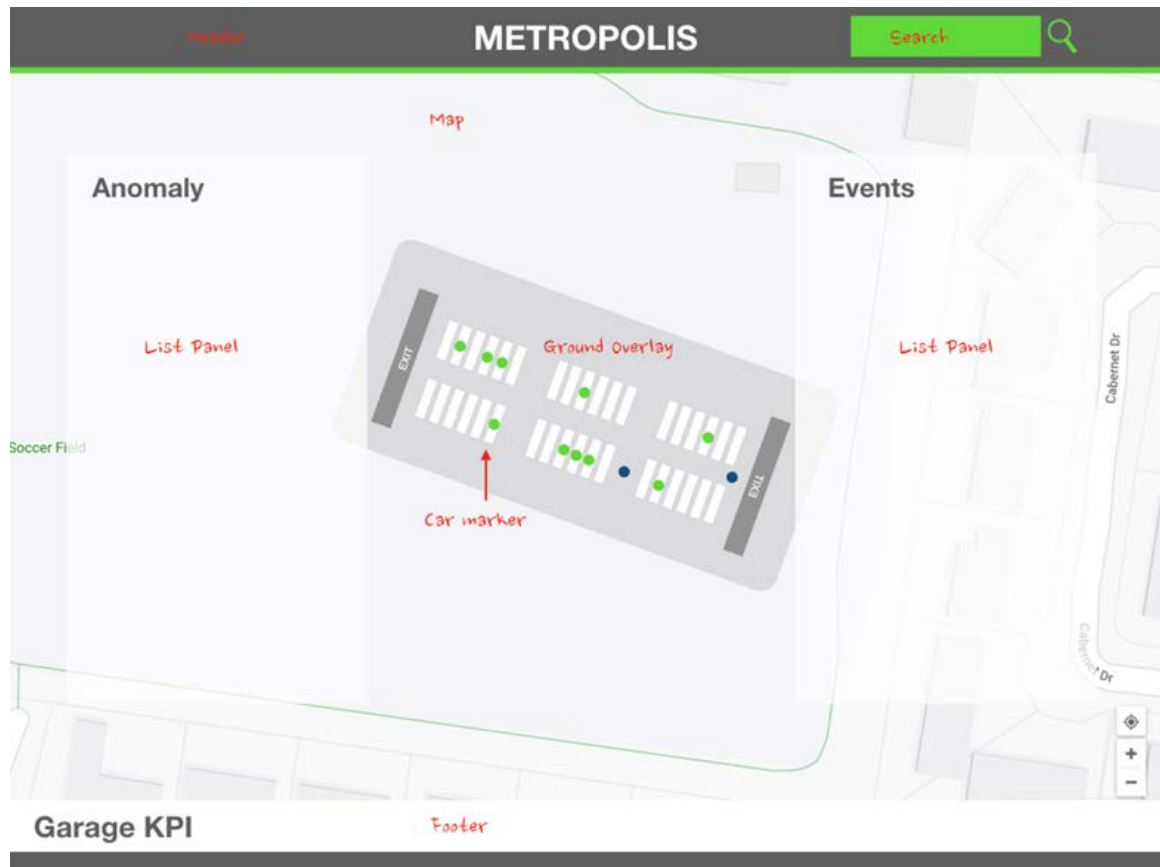 Header
METROPOLIS
Search
Map
Anomaly
Events
List Panel
EXIT
Ground Overlay
List Panel
Cabernet Dr
Soccer Field
EXIT
Car marker
Cabernet Dr
+
−
Garage KPI
Footer